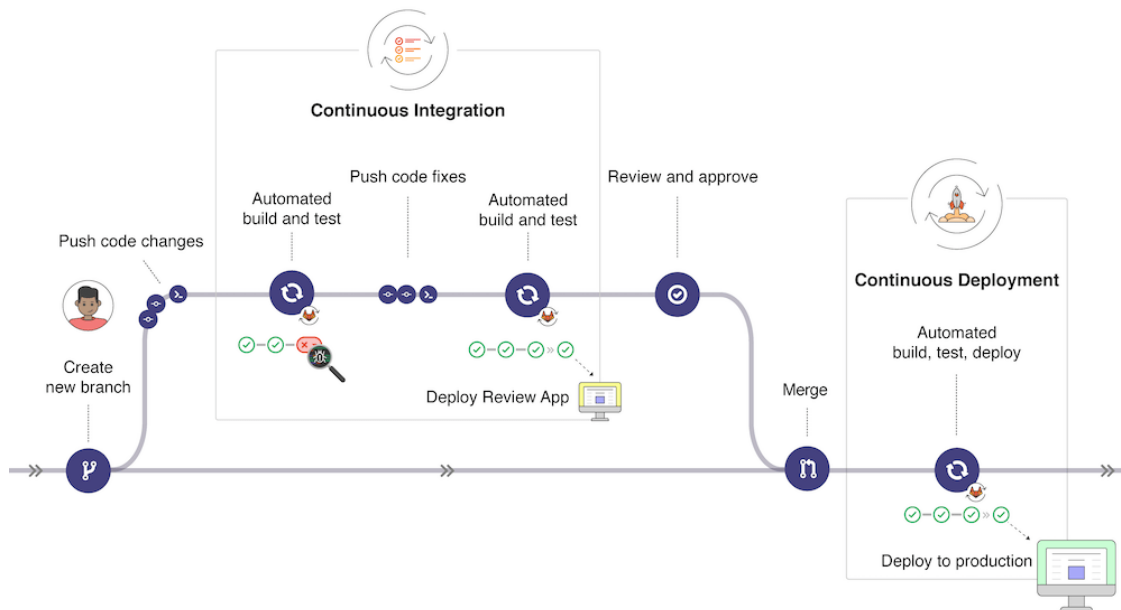 Continuous Integration
Push code fixes
Review and approve
Automated
build and test
Automated
build and test
Push code changes
Continuous Deployment
Automated
build, test, deploy
Create
new branch
Deploy Review App
Merge
Deploy to production